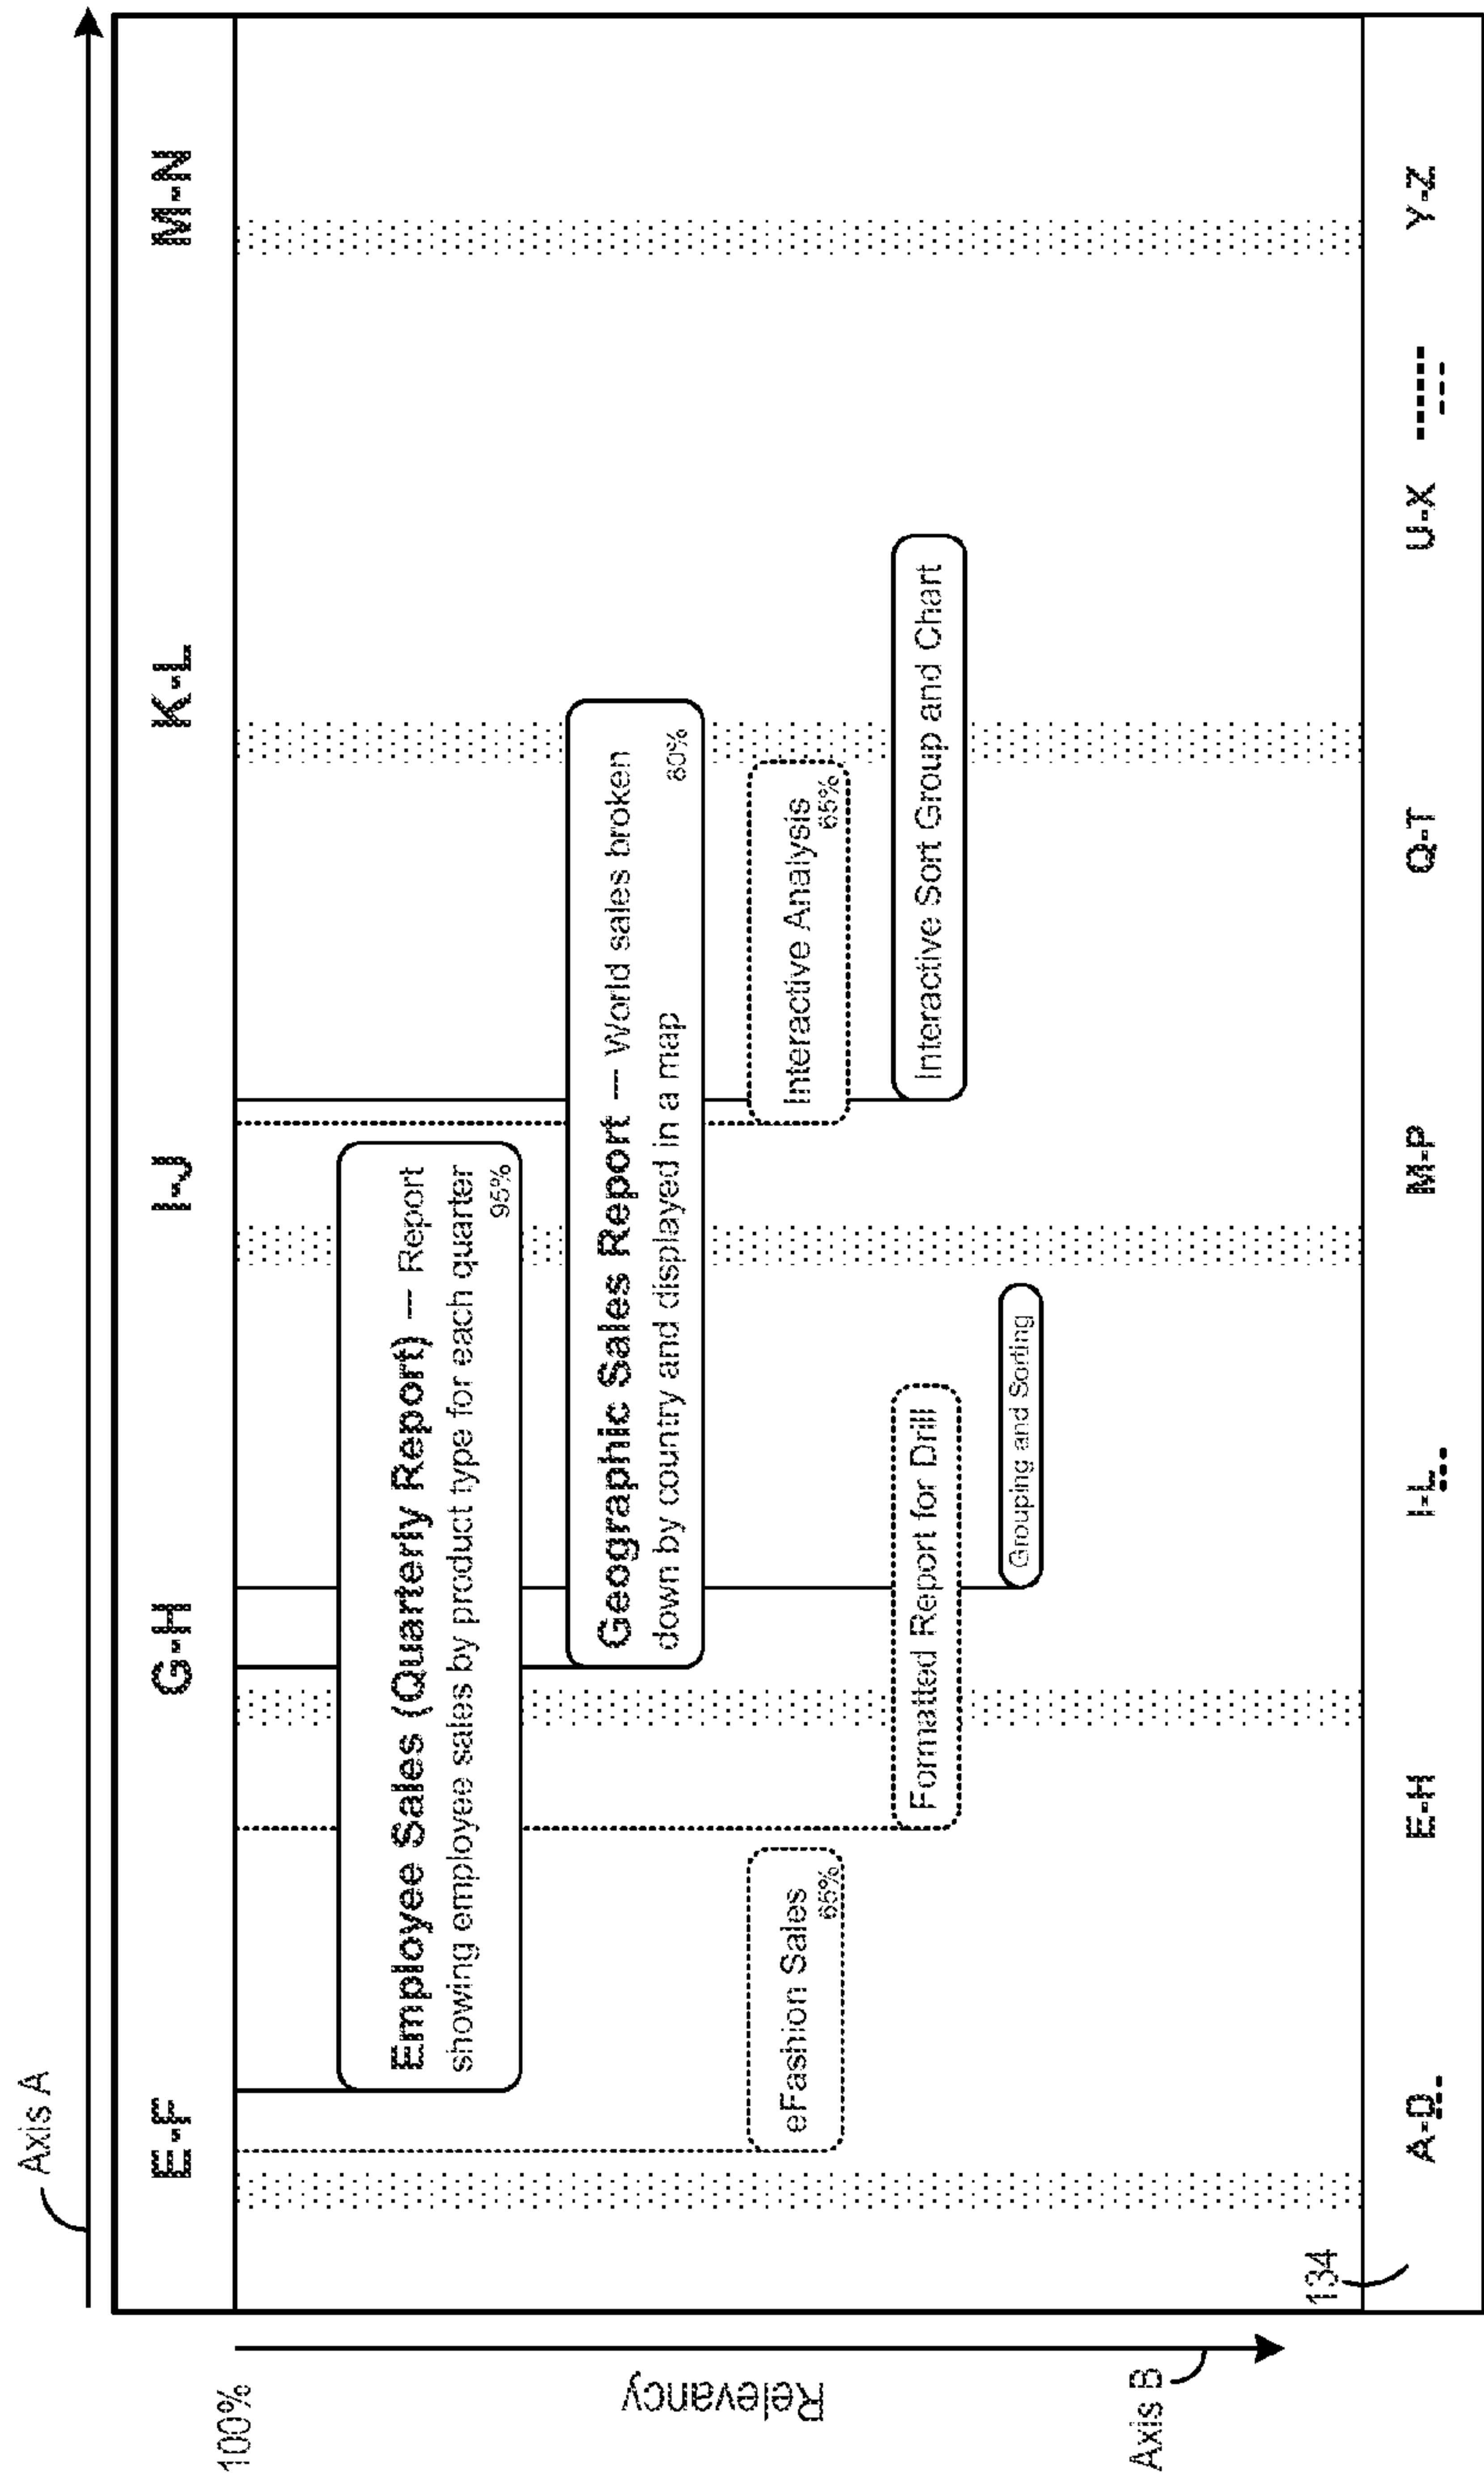 Axis A
E-F G-H I-J K-L M-N
100%
Relevancy
Axis B
Employee Sales (Quarterly Report) --- Report
showing employee sales by product type for each quarter
95%
Geographic Sales Report --- World sales broken
down by country and displayed in a map
80%
eFashion Sales
65%
Interactive Analysis
65%
Formatted Report for Drill
Interactive Sort Group and Chart
Grouping and Sorting
134
A-D E-H I-L M-P Q-T U-X Y-Z